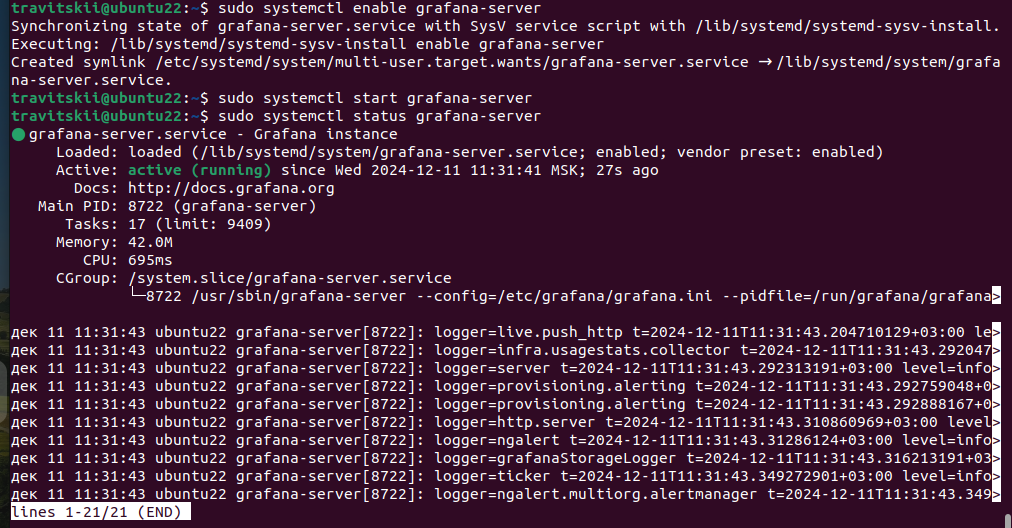 travitskii@ubuntu22:~$ sudo systemctl enable grafana-server
Synchronizing state of grafana-server.service with SysV service script with /lib/systemd/systemd-sysv-install.
Executing: /lib/systemd/systemd-sysv-install enable grafana-server
Created symlink /etc/systemd/system/multi-user.target.wants/grafana-server.service → /lib/systemd/system/grafa
na-server.service.
travitskii@ubuntu22:~$ sudo systemctl start grafana-server
travitskii@ubuntu22:~$ sudo systemctl status grafana-server
● grafana-server.service - Grafana instance
     Loaded: loaded (/lib/systemd/system/grafana-server.service; enabled; vendor preset: enabled)
     Active: active (running) since Wed 2024-12-11 11:31:41 MSK; 27s ago
       Docs: http://docs.grafana.org
   Main PID: 8722 (grafana-server)
      Tasks: 17 (limit: 9409)
     Memory: 42.0M
        CPU: 695ms
     CGroup: /system.slice/grafana-server.service
             └─8722 /usr/sbin/grafana-server --config=/etc/grafana/grafana.ini --pidfile=/run/grafana/grafana>
дек 11 11:31:43 ubuntu22 grafana-server[8722]: logger=live.push_http t=2024-12-11T11:31:43.204710129+03:00 le>
дек 11 11:31:43 ubuntu22 grafana-server[8722]: logger=infra.usagestats.collector t=2024-12-11T11:31:43.292047>
дек 11 11:31:43 ubuntu22 grafana-server[8722]: logger=server t=2024-12-11T11:31:43.292313191+03:00 level=info>
дек 11 11:31:43 ubuntu22 grafana-server[8722]: logger=provisioning.alerting t=2024-12-11T11:31:43.292759048+0>
дек 11 11:31:43 ubuntu22 grafana-server[8722]: logger=provisioning.alerting t=2024-12-11T11:31:43.292888167+0>
дек 11 11:31:43 ubuntu22 grafana-server[8722]: logger=http.server t=2024-12-11T11:31:43.310860969+03:00 level>
дек 11 11:31:43 ubuntu22 grafana-server[8722]: logger=ngalert t=2024-12-11T11:31:43.31286124+03:00 level=info>
дек 11 11:31:43 ubuntu22 grafana-server[8722]: logger=grafanaStorageLogger t=2024-12-11T11:31:43.316213191+03>
дек 11 11:31:43 ubuntu22 grafana-server[8722]: logger=ticker t=2024-12-11T11:31:43.349272901+03:00 level=info>
дек 11 11:31:43 ubuntu22 grafana-server[8722]: logger=ngalert.multiorg.alertmanager t=2024-12-11T11:31:43.349>
lines 1-21/21 (END)